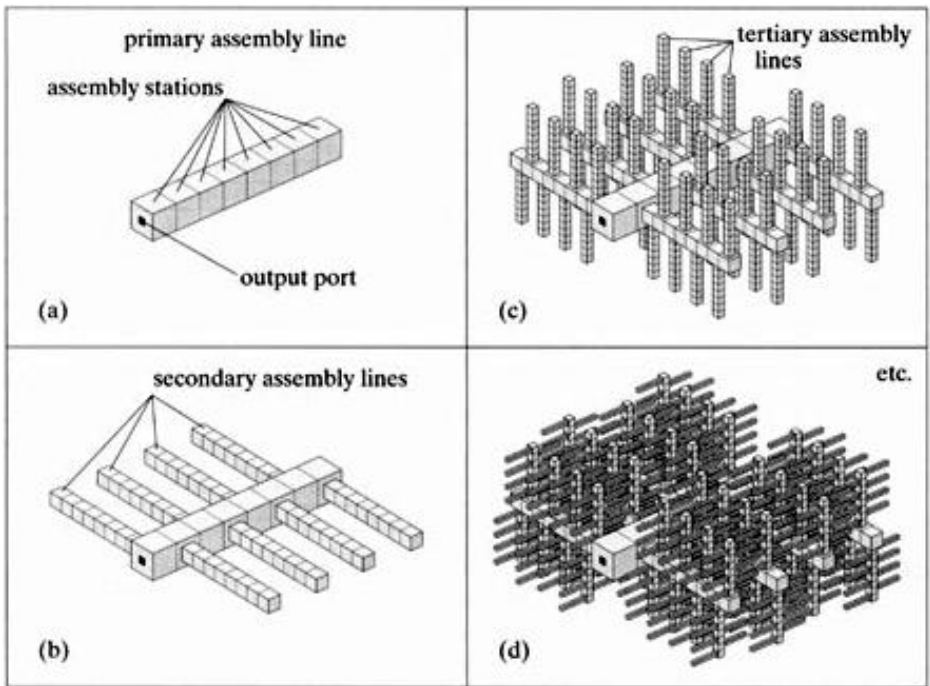 primary assembly line
assembly stations
output port
(a)
secondary assembly lines
(b)
tertiary assembly
lines
(c)
etc.
(d)